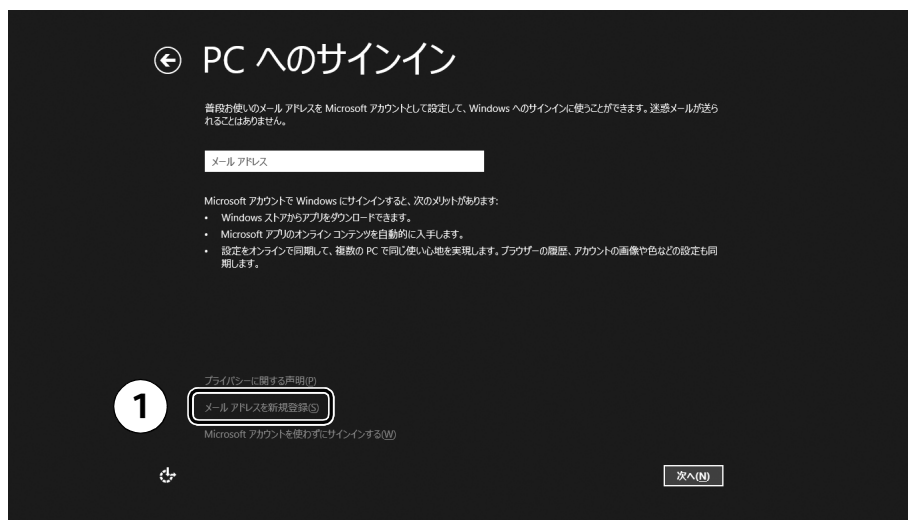 PC へのサインイン
普段お使いのメール アドレスを Microsoft アカウントとして設定して、Windows へのサインインに使うことができます。迷惑メールが送ら
れることはありません。
メール アドレス
Microsoft アカウントで Windows にサインインすると、次のメリットがあります:
• Windows ストアからアプリをダウンロードできます。
• Microsoft アプリのオンライン コンテンツを自動的に入手します。
• 設定をオンラインで同期して、複数の PC で同じ使い心地を実現します。ブラウザーの履歴、アカウントの画像や色などの設定も同
期します。
プライバシーに関する声明(P)
1
メール アドレスを新規登録(S)
Microsoft アカウントを使わずにサインインする(W)
次へ(N)